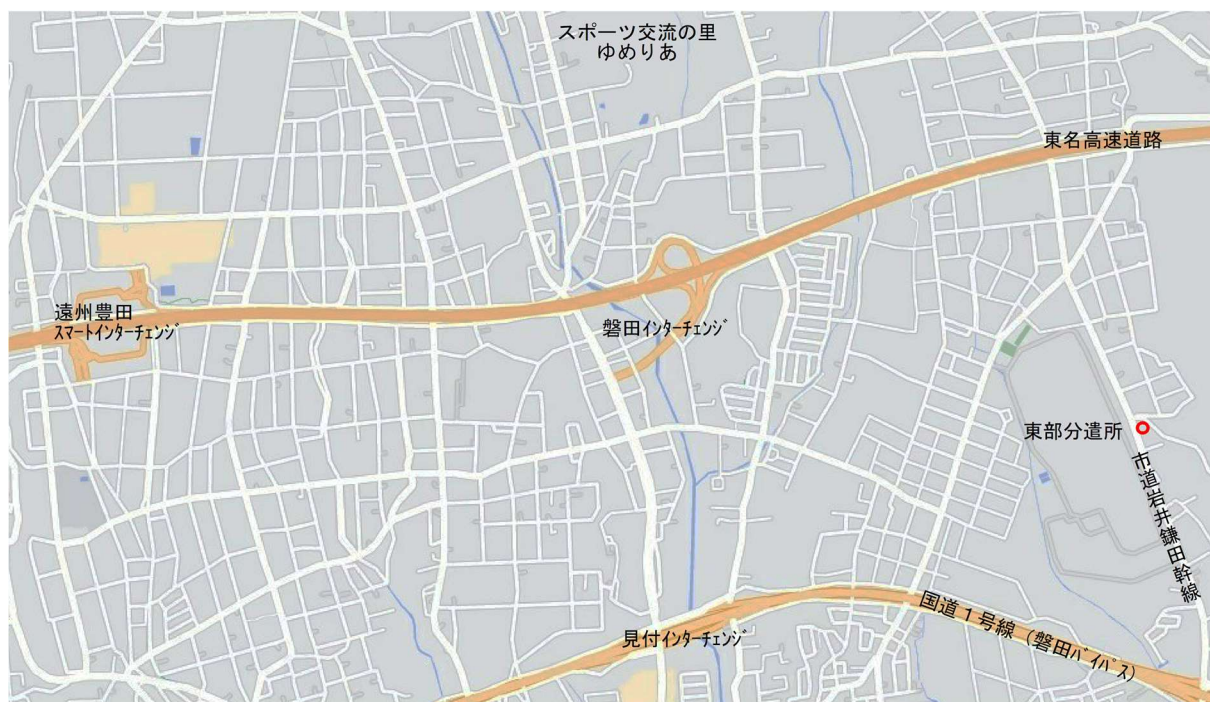 スポーツ交流の里
ゆめりあ
東名高速道路
遠州豊田
スマートインターチェンジ
磐田インターチェンジ
東部分遣所
市道岩井鎌田幹線
国道1号線（磐田バイパス）
見付インターチェンジ